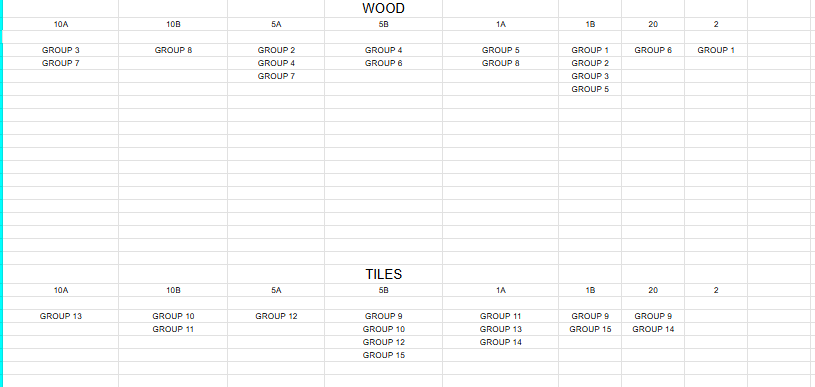 WOOD
10A 10B 5A 5B 1A 1B 20 2
GROUP 3 GROUP 8 GROUP 2 GROUP 4 GROUP 5 GROUP 1 GROUP 6 GROUP 1
GROUP 7 GROUP 4 GROUP 6 GROUP 8 GROUP 2
GROUP 7 GROUP 3
GROUP 5
TILES
10A 10B 5A 5B 1A 1B 20 2
GROUP 13 GROUP 10 GROUP 12 GROUP 9 GROUP 11 GROUP 9 GROUP 9
GROUP 11 GROUP 10 GROUP 13 GROUP 15 GROUP 14
GROUP 12 GROUP 14
GROUP 15